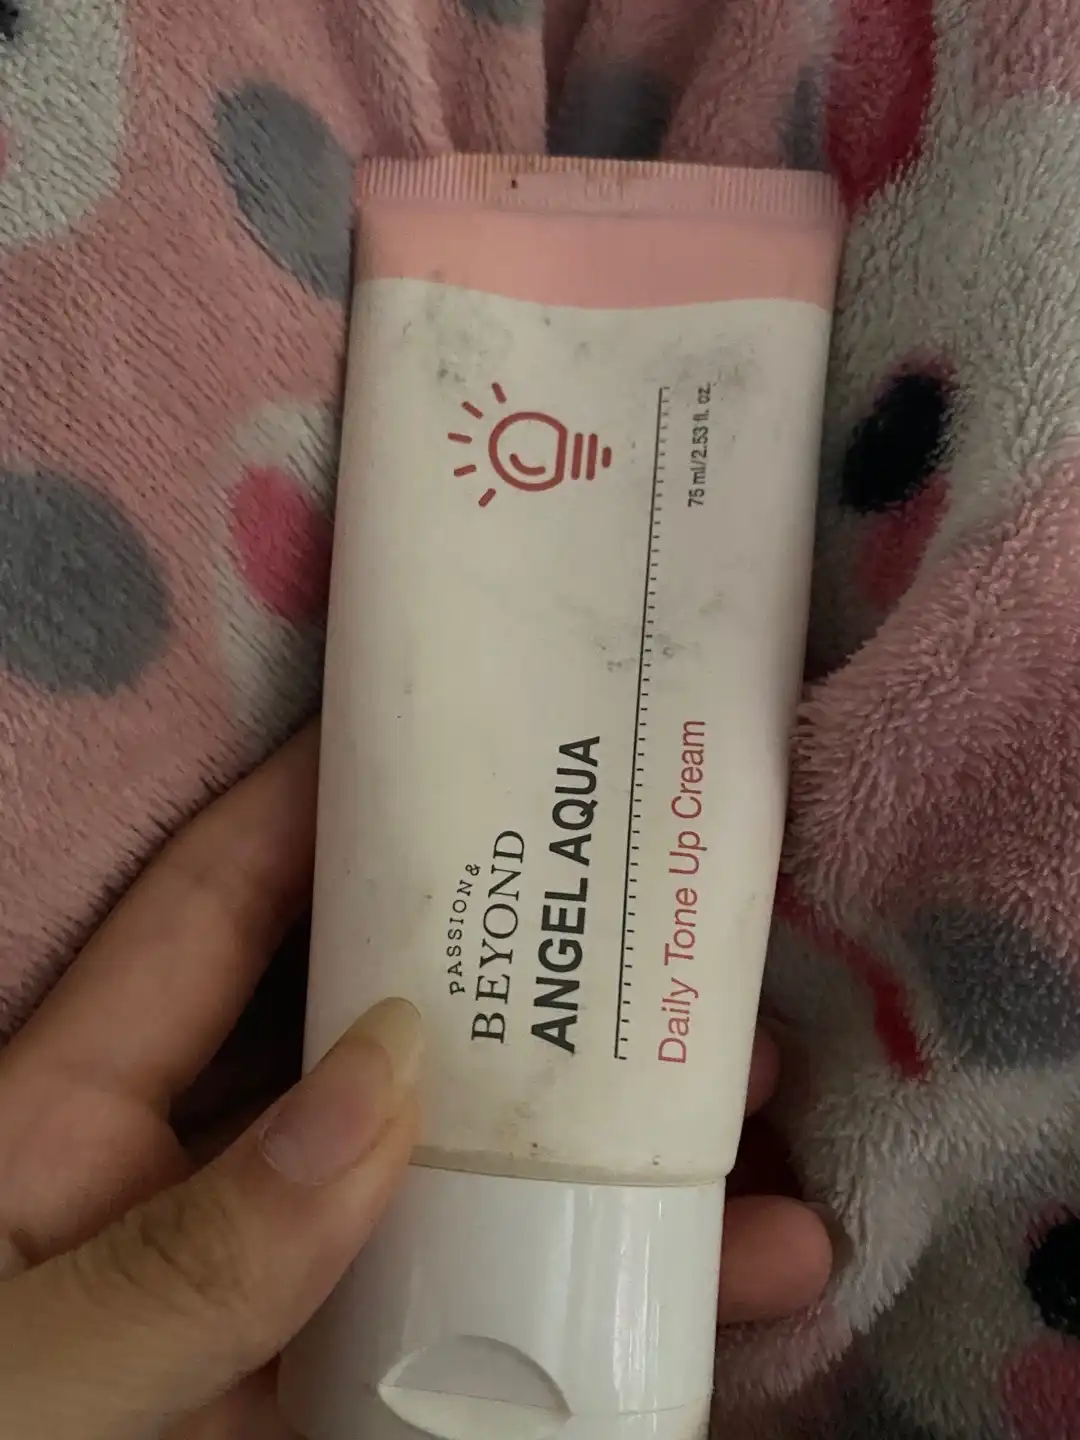 PASSION&
BEYOND
ANGEL AQUA
Daily Tone Up Cream
75 ml/2.53 fl. oz.